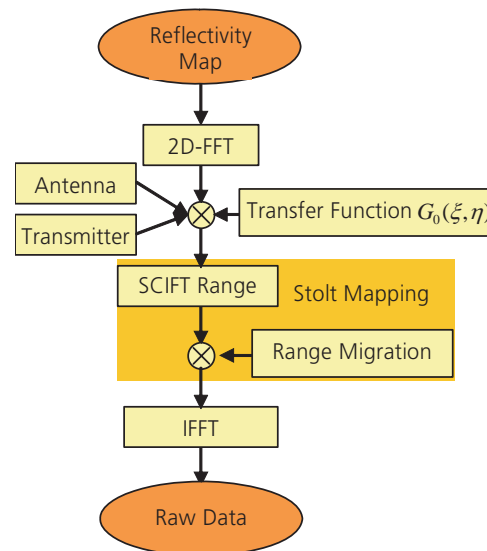 Reflectivity
Map
2D-FFT
Antenna
Transmitter
Transfer Function G₀(ξ,η)
SCIFT Range
Stolt Mapping
Range Migration
IFFT
Raw Data